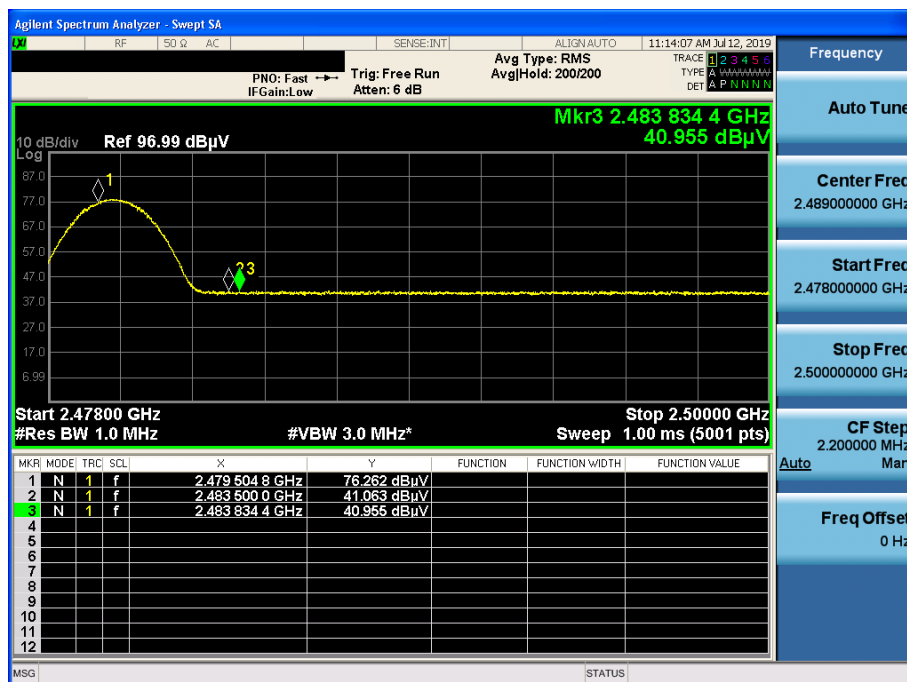 Agilent Spectrum Analyzer - Swept SA
LXI RF 50 Ω AC SENSE:INT ALIGN AUTO 11:14:07 AM Jul 12, 2019
PNO: Fast Trig: Free Run Avg Type: RMS TRACE 1 2 3 4 5 6
IFGain:Low Atten: 6 dB Avg|Hold: 200/200 TYPE A WWWWW
DET A P N N N N
Mkr3 2.483 834 4 GHz
10 dB/div Ref 96.99 dBµV 40.955 dBµV
Log
87.0
77.0
67.0
57.0
47.0
37.0
27.0
17.0
6.99
1
2 3
Start 2.47800 GHz Stop 2.50000 GHz
#Res BW 1.0 MHz #VBW 3.0 MHz* Sweep 1.00 ms (5001 pts)
MKR MODE TRC SCL X Y FUNCTION FUNCTION WIDTH FUNCTION VALUE
1 N 1 f 2.479 504 8 GHz 76.262 dBµV
2 N 1 f 2.483 500 0 GHz 41.063 dBµV
3 N 1 f 2.483 834 4 GHz 40.955 dBµV
4
5
6
7
8
9
10
11
12
MSG STATUS
Frequency
Auto Tune
Center Freq
2.489000000 GHz
Start Freq
2.478000000 GHz
Stop Freq
2.500000000 GHz
CF Step
2.200000 MHz
Auto Man
Freq Offset
0 Hz